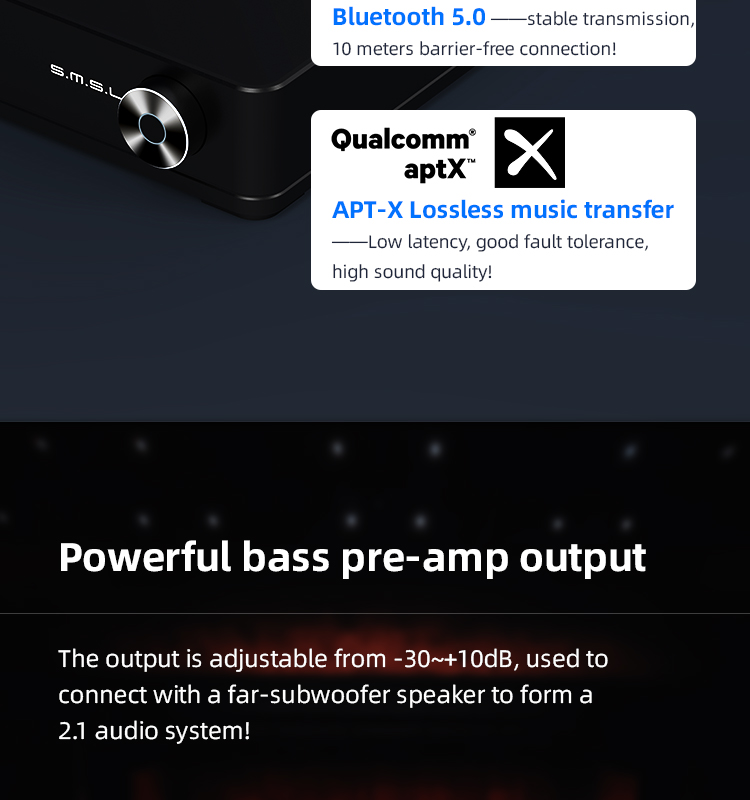 Bluetooth 5.0 ——stable transmission,
10 meters barrier-free connection!
S.M.S.L
Qualcomm®
aptX™
APT-X Lossless music transfer
——Low latency, good fault tolerance,
high sound quality!
Powerful bass pre-amp output
The output is adjustable from -30~+10dB, used to
connect with a far-subwoofer speaker to form a
2.1 audio system!